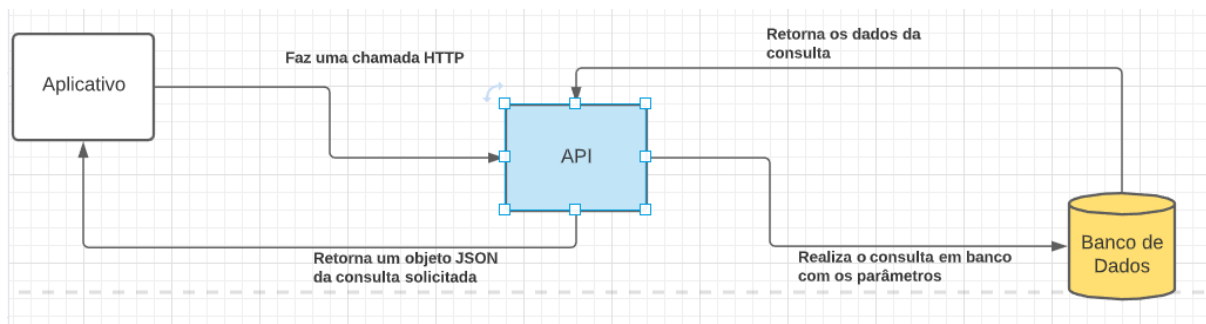 Aplicativo
Faz uma chamada HTTP
Retorna os dados da
consulta
API
Retorna um objeto JSON
da consulta solicitada
Realiza o consulta em banco
com os parâmetros
Banco de
Dados